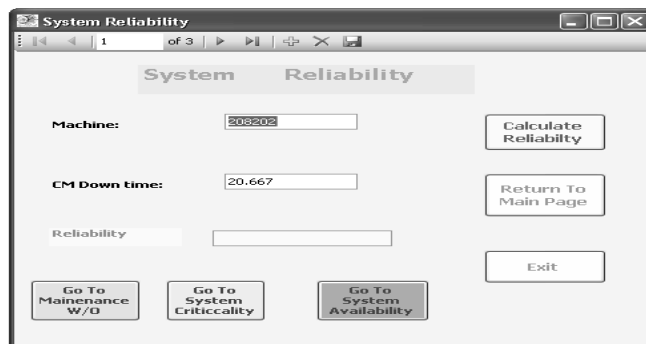 System Reliability
1 of 3
System Reliability
Machine: 208202
Calculate
Reliabilty
CM Down time: 20.667
Return To
Main Page
Reliability
Exit
Go To
Mainenance
W/O
Go To
System
Criticcality
Go To
System
Availability